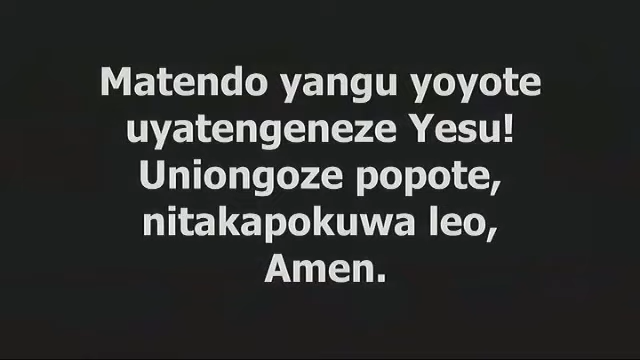 Matendo yangu yoyote
uyatengeneze Yesu!
Uniongoze popote,
nitakapokuwa leo,
Amen.